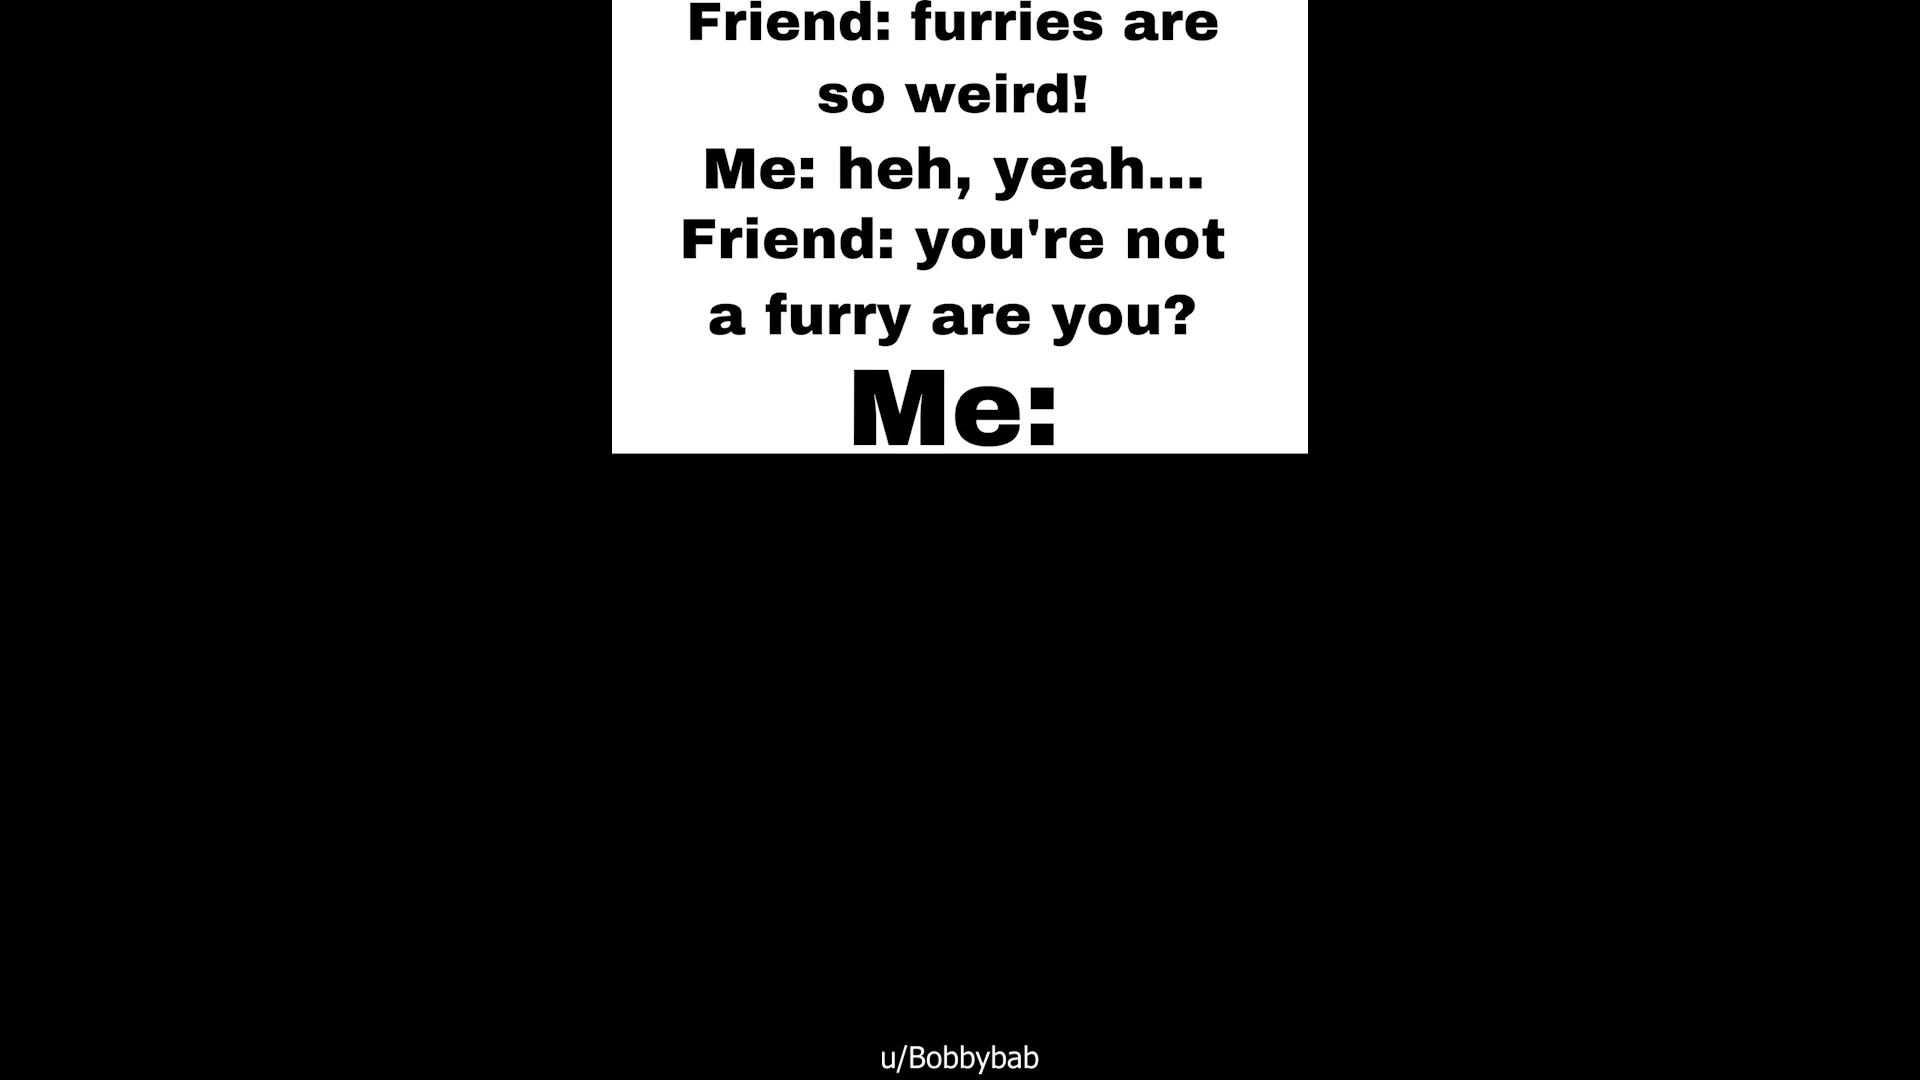 Friend: furries are
so weird!
Me: heh, yeah...
Friend: you're not
a furry are you?
Me:
u/Bobbybab